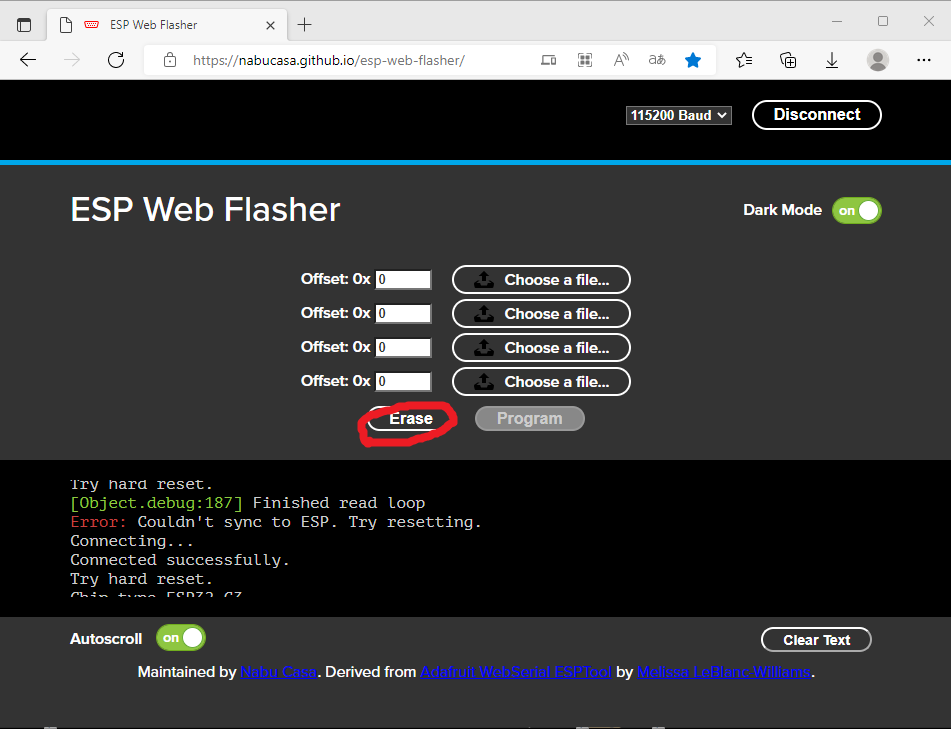 ESP Web Flasher
https://nabucasa.github.io/esp-web-flasher/
115200 Baud Disconnect
ESP Web Flasher
Dark Mode on
Offset: 0x 0 Choose a file...
Offset: 0x 0 Choose a file...
Offset: 0x 0 Choose a file...
Offset: 0x 0 Choose a file...
Erase Program
Try hard reset.
[Object.debug:187] Finished read loop
Error: Couldn't sync to ESP. Try resetting.
Connecting...
Connected successfully.
Try hard reset.
Chip type ESP32-C3
Autoscroll on Clear Text
Maintained by Nabu Casa. Derived from Adafruit WebSerial ESPTool by Melissa LeBlanc-Williams.